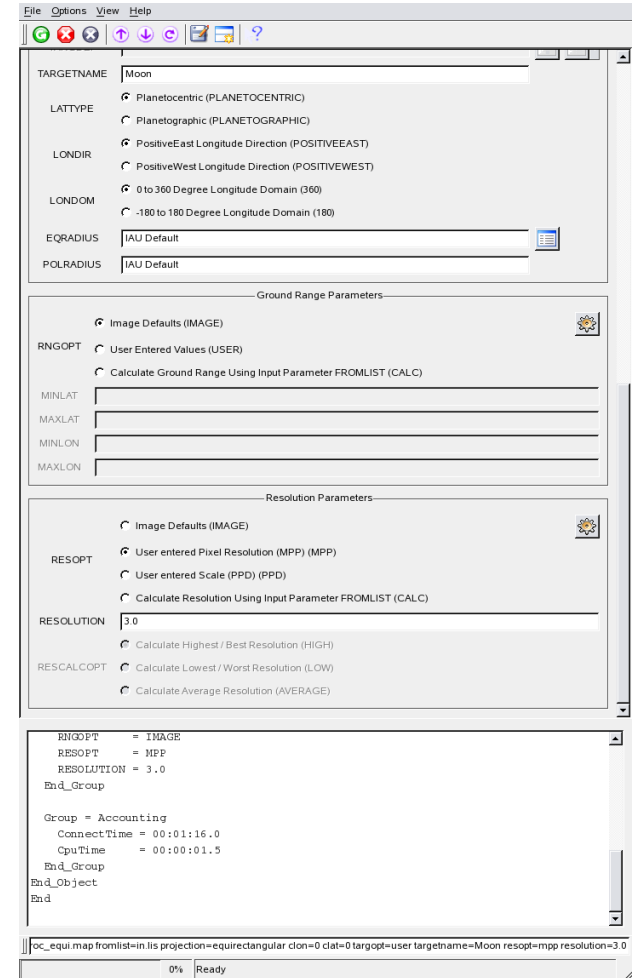 File Options View Help
?
TARGETNAME Moon
LATTYPE
Planetocentric (PLANETOCENTRIC)
Planetographic (PLANETOGRAPHIC)
LONDIR
PositiveEast Longitude Direction (POSITIVEEAST)
PositiveWest Longitude Direction (POSITIVEWEST)
LONDOM
0 to 360 Degree Longitude Domain (360)
-180 to 180 Degree Longitude Domain (180)
EQRADIUS IAU Default
POLRADIUS IAU Default
Ground Range Parameters
RNGOPT
Image Defaults (IMAGE)
User Entered Values (USER)
Calculate Ground Range Using Input Parameter FROMLIST (CALC)
MINLAT
MAXLAT
MINLON
MAXLON
Resolution Parameters
RESOPT
Image Defaults (IMAGE)
User entered Pixel Resolution (MPP) (MPP)
User entered Scale (PPD) (PPD)
Calculate Resolution Using Input Parameter FROMLIST (CALC)
RESOLUTION 3.0
RESCALCOPT
Calculate Highest / Best Resolution (HIGH)
Calculate Lowest / Worst Resolution (LOW)
Calculate Average Resolution (AVERAGE)
RNGOPT = IMAGE
RESOPT = MPP
RESOLUTION = 3.0
End_Group
Group = Accounting
ConnectTime = 00:01:16.0
CpuTime = 00:00:01.5
End_Group
End_Object
End
roc_equi.map fromlist=in.lis projection=equirectangular clon=0 clat=0 targopt=user targetname=Moon resopt=mpp resolution=3.0
0% Ready